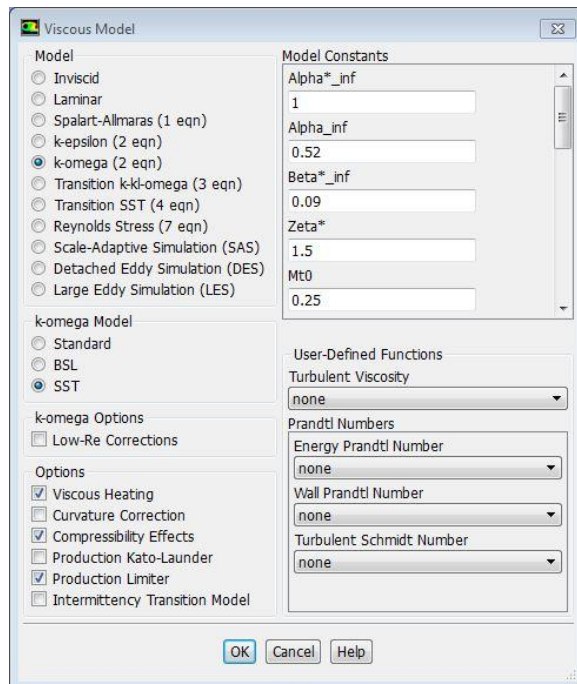 Viscous Model
Model
Inviscid
Laminar
Spalart-Allmaras (1 eqn)
k-epsilon (2 eqn)
k-omega (2 eqn)
Transition k-kl-omega (3 eqn)
Transition SST (4 eqn)
Reynolds Stress (7 eqn)
Scale-Adaptive Simulation (SAS)
Detached Eddy Simulation (DES)
Large Eddy Simulation (LES)
k-omega Model
Standard
BSL
SST
k-omega Options
Low-Re Corrections
Options
Viscous Heating
Curvature Correction
Compressibility Effects
Production Kato-Launder
Production Limiter
Intermittency Transition Model
Model Constants
Alpha*_inf
1
Alpha_inf
0.52
Beta*_inf
0.09
Zeta*
1.5
Mt0
0.25
User-Defined Functions
Turbulent Viscosity
none
Prandtl Numbers
Energy Prandtl Number
none
Wall Prandtl Number
none
Turbulent Schmidt Number
none
OK Cancel Help